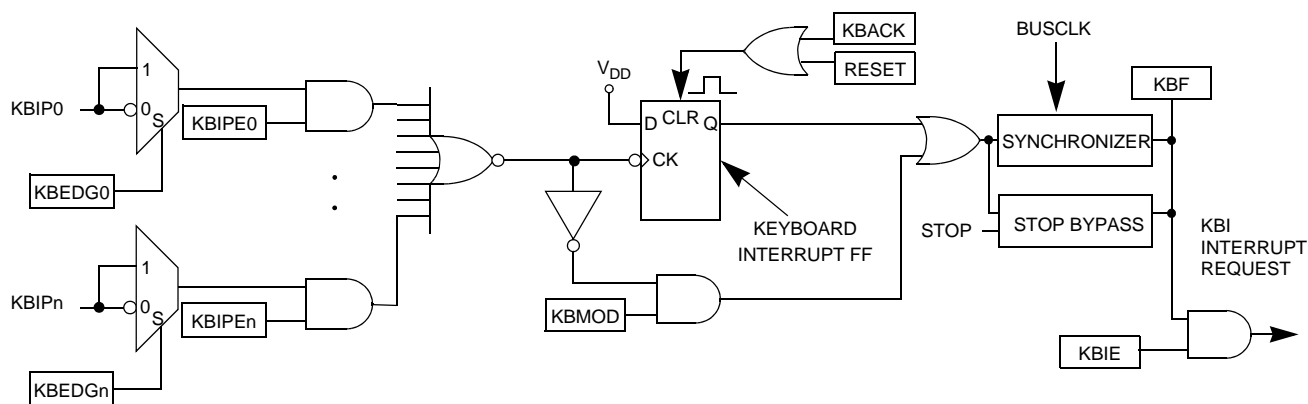 BUSCLK
KBACK
RESET
V DD
KBF
1
KBIP0
0
S
KBIPE0
D CLR Q
CK
SYNCHRONIZER
KBEDG0
STOP BYPASS
STOP
KEYBOARD
INTERRUPT FF
KBI
INTERRUPT
REQUEST
1
KBIPn
0
S
KBIPEn
KBMOD
KBIE
KBEDGn